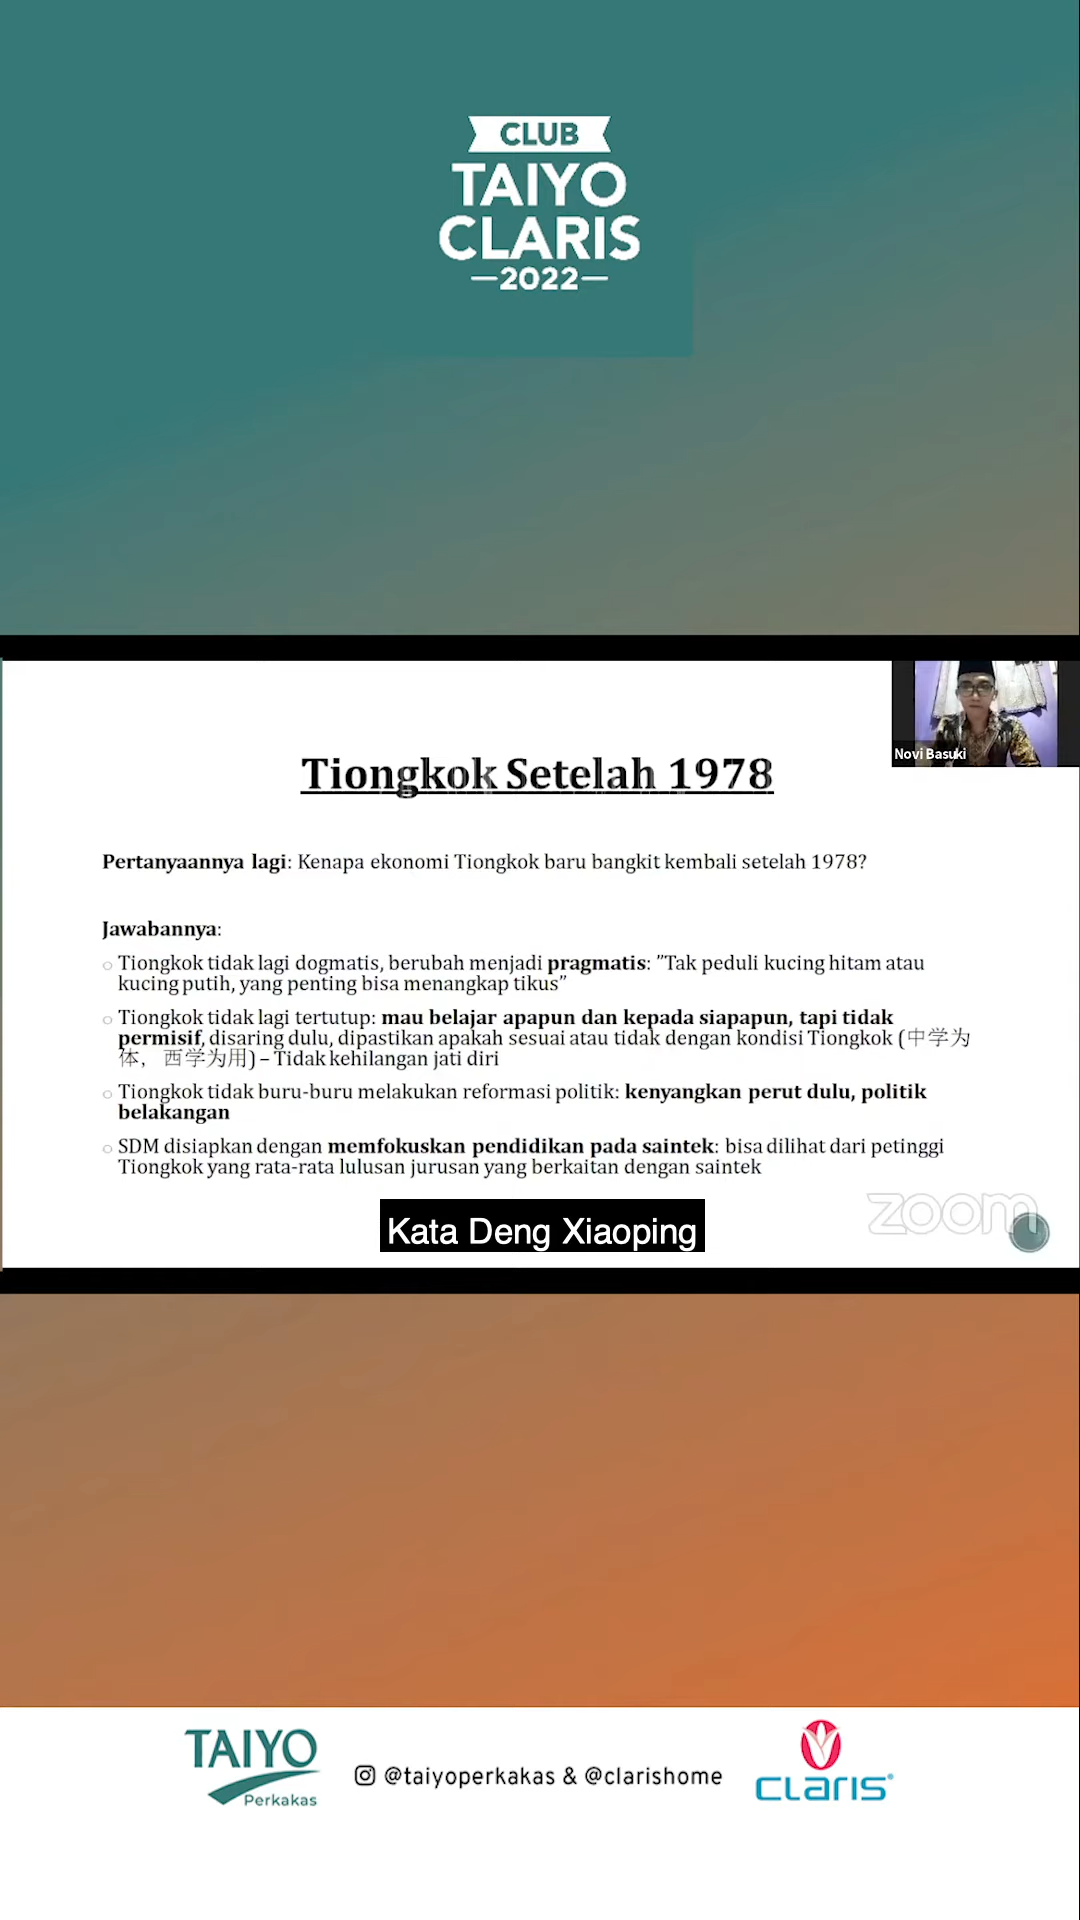 CLUB
TAIYO
CLARIS
—2022—
Novi Basuki
Tiongkok Setelah 1978
Pertanyaannya lagi: Kenapa ekonomi Tiongkok baru bangkit kembali setelah 1978?
Jawabannya:
○ Tiongkok tidak lagi dogmatis, berubah menjadi pragmatis: ”Tak peduli kucing hitam atau
kucing putih, yang penting bisa menangkap tikus”
○ Tiongkok tidak lagi tertutup: mau belajar apapun dan kepada siapapun, tapi tidak
permisif, disaring dulu, dipastikan apakah sesuai atau tidak dengan kondisi Tiongkok (中学为
体， 西学为用) – Tidak kehilangan jati diri
○ Tiongkok tidak buru-buru melakukan reformasi politik: kenyangkan perut dulu, politik
belakangan
○ SDM disiapkan dengan memfokuskan pendidikan pada saintek: bisa dilihat dari petinggi
Tiongkok yang rata-rata lulusan jurusan yang berkaitan dengan saintek
zoom
Kata Deng Xiaoping
TAIYO
Perkakas
@taiyoperkakas & @clarishome
CLARIS®